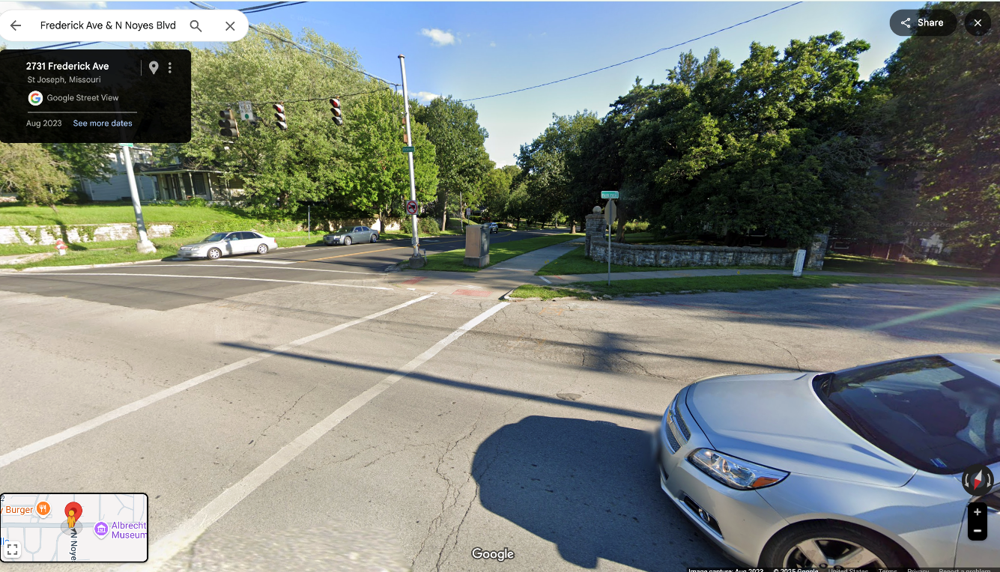 Frederick Ave & N Noyes Blvd
Share
2731 Frederick Ave
St Joseph, Missouri
Google Street View
Aug 2023 See more dates
YIELD
y Burger
Albrecht
Museum
N Noye
Google
Image capture: Aug 2023 © 2025 Google United States Terms Privacy Report a problem